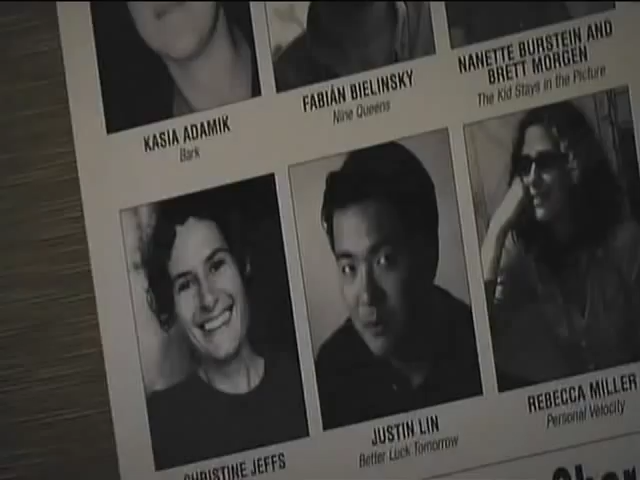 KASIA ADAMIK
Bark
FABIÁN BIELINSKY
Nine Queens
NANETTE BURSTEIN AND
BRETT MORGEN
The Kid Stays in the Picture
CHRISTINE JEFFS
JUSTIN LIN
Better Luck Tomorrow
REBECCA MILLER
Personal Velocity